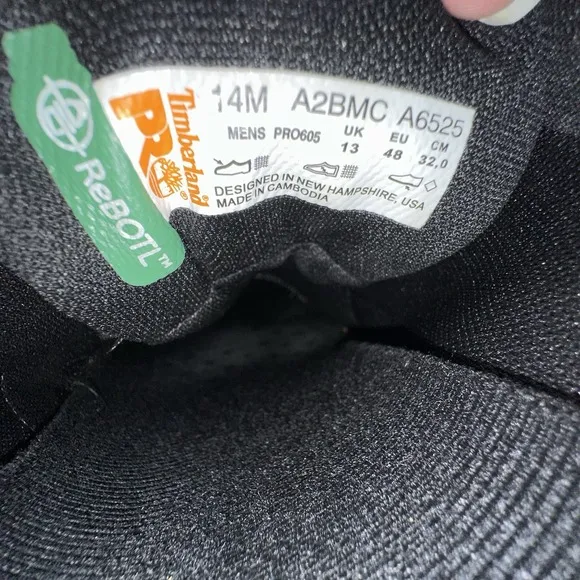 ReBOTL™
Timberland
PRO®
14M A2BMC A6525
MENS PRO605 UK EU CM
13 48 32.0
DESIGNED IN NEW HAMPSHIRE, USA
MADE IN CAMBODIA